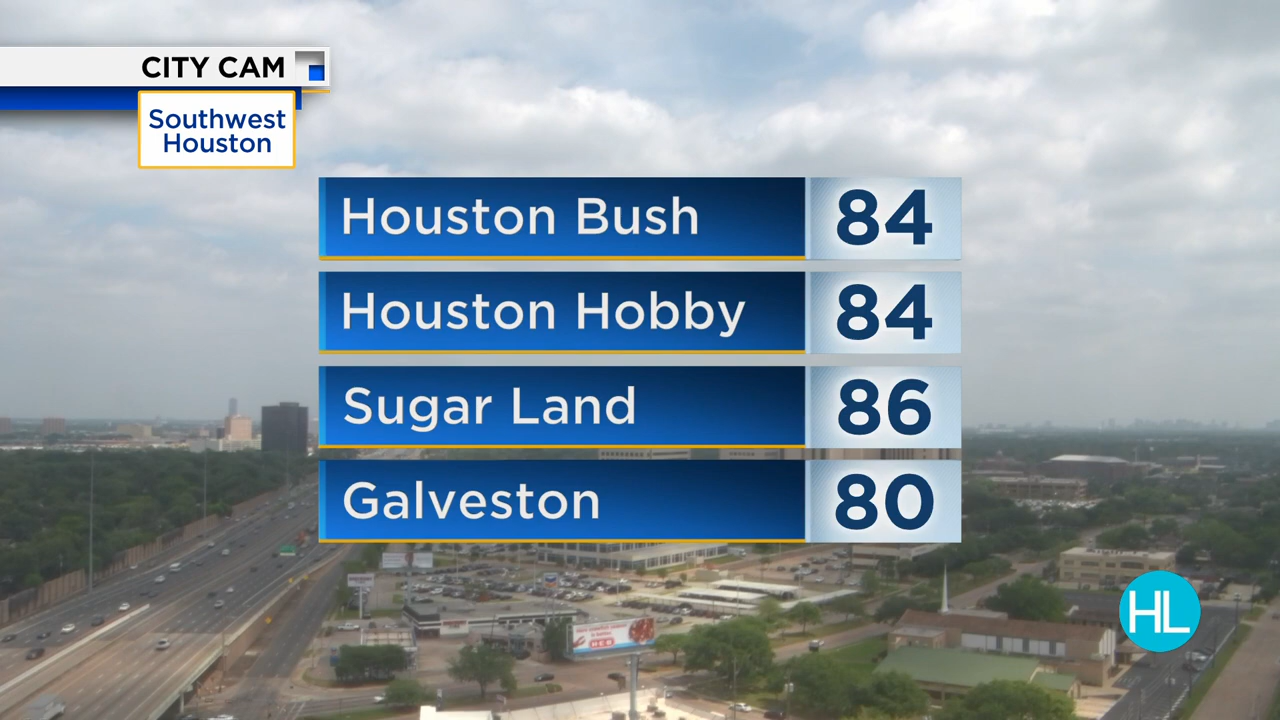 CITY CAM
Southwest
Houston
Houston Bush 84
Houston Hobby 84
Sugar Land 86
Galveston 80
H-E-B
HL